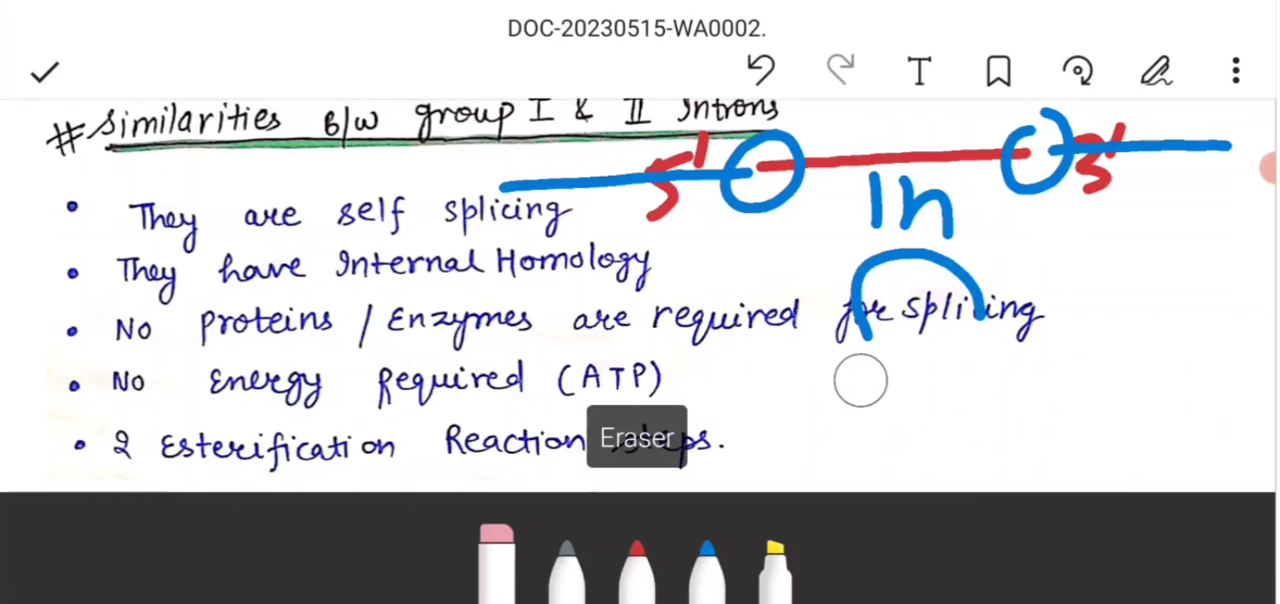 DOC-20230515-WA0002.
T
# Similarities B/w group I & II Introns
5' 3'
In
• They are self splicing
• They have Internal Homology
• No Proteins / Enzymes are required for splicing
• No Energy Required (ATP)
• 2 Esterification Reaction steps.
Eraser